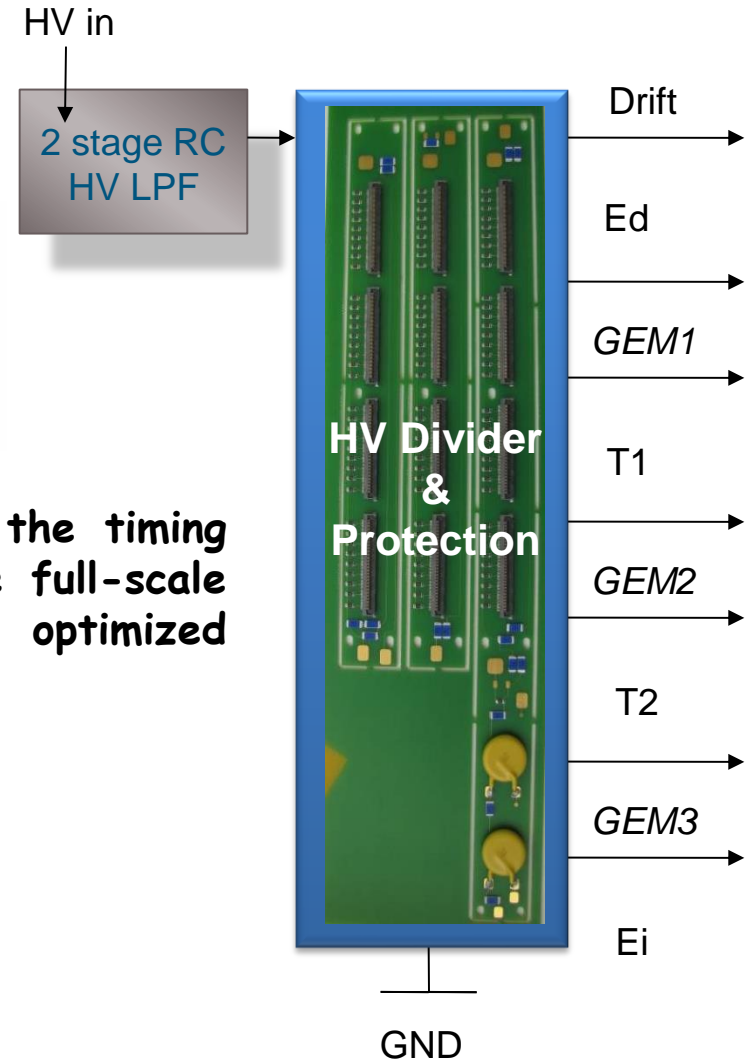 HV in
2 stage RC
HV LPF
Drift
Ed
GEM1
HV Divider
&
Protection
T1
the timing
full-scale
optimized
GEM2
T2
GEM3
Ei
GND